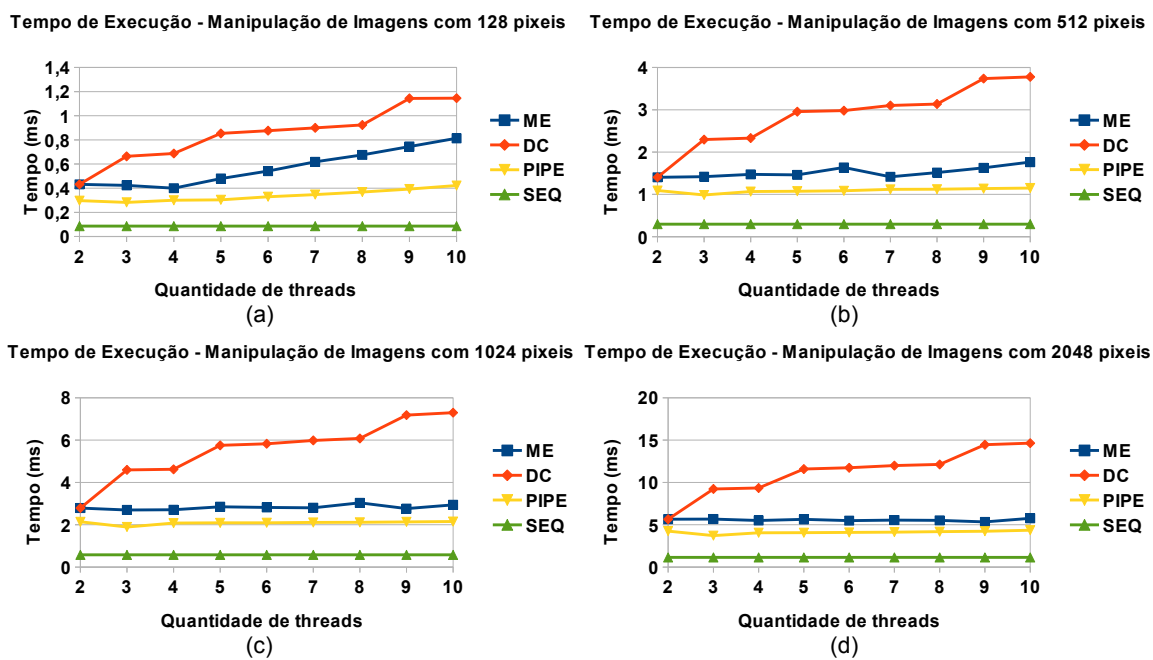 Tempo de Execução - Manipulação de Imagens com 128 pixeis
Tempo (ms)
1,4
1,2
1
0,8
0,6
0,4
0,2
0
2 3 4 5 6 7 8 9 10
Quantidade de threads
ME
DC
PIPE
SEQ
(a)
Tempo de Execução - Manipulação de Imagens com 512 pixeis
Tempo (ms)
4
3
2
1
0
2 3 4 5 6 7 8 9 10
Quantidade de threads
ME
DC
PIPE
SEQ
(b)
Tempo de Execução - Manipulação de Imagens com 1024 pixeis
Tempo (ms)
8
6
4
2
0
2 3 4 5 6 7 8 9 10
Quantidade de threads
ME
DC
PIPE
SEQ
(c)
Tempo de Execução - Manipulação de Imagens com 2048 pixeis
Tempo (ms)
20
15
10
5
0
2 3 4 5 6 7 8 9 10
Quantidade de threads
ME
DC
PIPE
SEQ
(d)